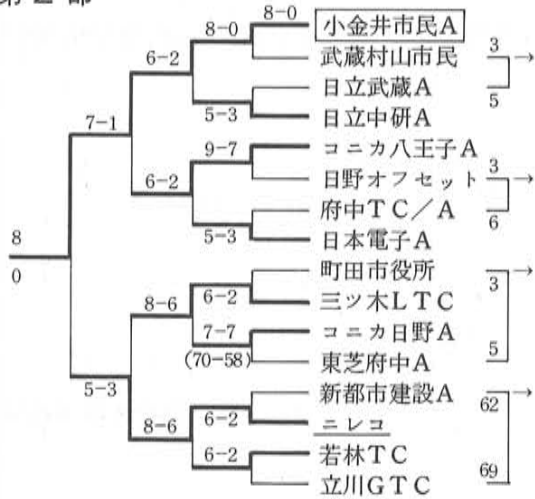 第 2 部
8-0
8-0 小金井市民A
6-2 武蔵村山市民 3 →
日立武蔵A 5
5-3 日立中研A
7-1
9-7 コニカ八王子A
6-2 日野オフセット 3 →
府中TC/A 6
5-3 日本電子A
8
0
町田市役所 3 →
8-6 6-2 三ツ木LTC
7-7 コニカ日野A 5
(70-58) 東芝府中A
5-3
新都市建設A 62 →
8-6 6-2 ニレコ
6-2 若林TC 69
立川GTC